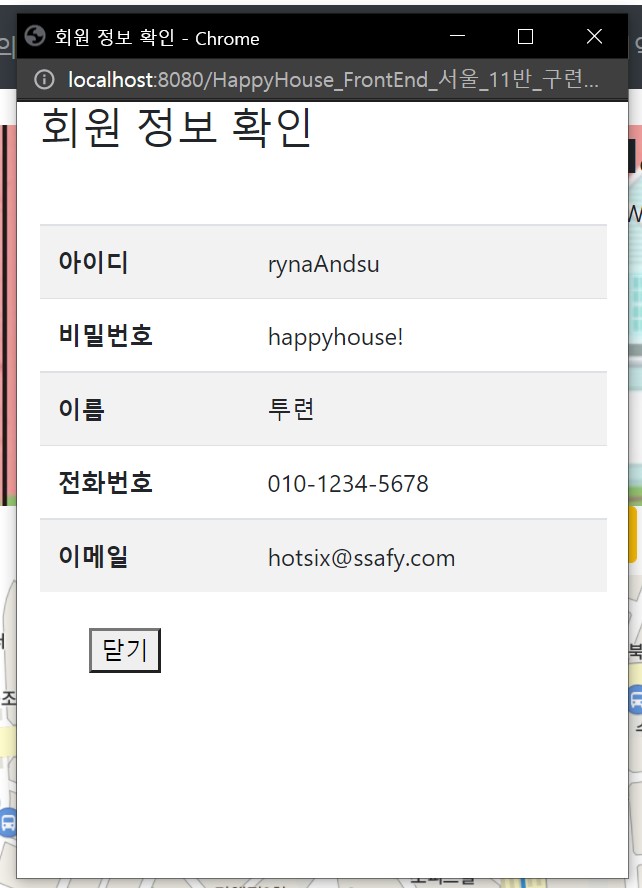 회원 정보 확인 - Chrome
localhost:8080/HappyHouse_FrontEnd_서울_11반_구련...
회원 정보 확인
아이디 rynaAndsu
비밀번호 happyhouse!
이름 투련
전화번호 010-1234-5678
이메일 hotsix@ssafy.com
닫기
북
조